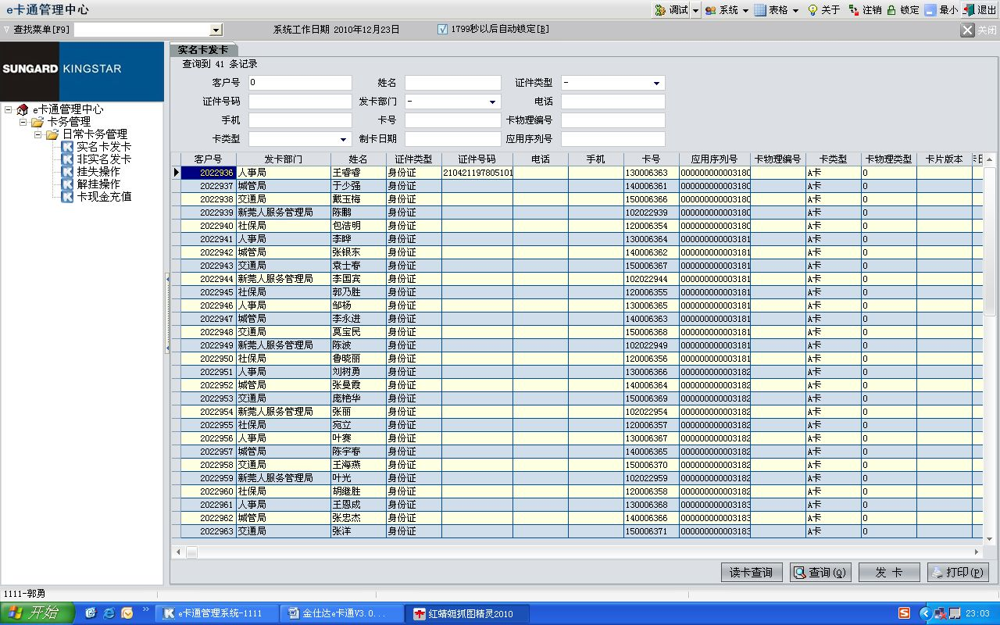 e卡通管理中心 调试 系统 表格 关于 注销 锁定 最小 退出
查找菜单[F9] 系统工作日期 2010年12月23日 1799秒以后自动锁定[B] 关闭
SUNGARD KINGSTAR
e卡通管理中心
卡务管理
日常卡务管理
实名卡发卡
非实名发卡
挂失操作
解挂操作
卡现金充值
实名卡发卡
查询到 41 条记录
客户号 0 姓名 证件类型 -
证件号码 发卡部门 - 电话
手机 卡号 卡物理编号
卡类型 制卡日期 应用序列号
客户号 发卡部门 姓名 证件类型 证件号码 电话 手机 卡号 应用序列号 卡物理编号 卡类型 卡物理类型 卡片版本
2022936 人事局 王睿睿 身份证 210421197805101 130006363 0000000000003180 A卡 0
2022937 城管局 于少强 身份证 140006361 0000000000003180 A卡 0
2022938 交通局 戴玉梅 身份证 150006366 0000000000003180 A卡 0
2022939 新莞人服务管理局 陈鹏 身份证 102022939 0000000000003180 A卡 0
2022940 社保局 包洁明 身份证 120006354 0000000000003180 A卡 0
2022941 人事局 李晔 身份证 130006364 0000000000003181 A卡 0
2022942 城管局 张银东 身份证 140006362 0000000000003181 A卡 0
2022943 交通局 袁士春 身份证 150006367 0000000000003181 A卡 0
2022944 新莞人服务管理局 李国宾 身份证 102022944 0000000000003181 A卡 0
2022945 社保局 郭乃胜 身份证 120006355 0000000000003181 A卡 0
2022946 人事局 邹杨 身份证 130006365 0000000000003181 A卡 0
2022947 城管局 李永进 身份证 140006363 0000000000003181 A卡 0
2022948 交通局 莫宝民 身份证 150006368 0000000000003181 A卡 0
2022949 新莞人服务管理局 陈波 身份证 102022949 0000000000003181 A卡 0
2022950 社保局 鲁晓丽 身份证 120006356 0000000000003181 A卡 0
2022951 人事局 刘树勇 身份证 130006366 0000000000003182 A卡 0
2022952 城管局 张曼霞 身份证 140006364 0000000000003182 A卡 0
2022953 交通局 庞艳华 身份证 150006369 0000000000003182 A卡 0
2022954 新莞人服务管理局 张丽 身份证 102022954 0000000000003182 A卡 0
2022955 社保局 宛立 身份证 120006357 0000000000003182 A卡 0
2022956 人事局 叶赛 身份证 130006367 0000000000003182 A卡 0
2022957 城管局 陈宇春 身份证 140006365 0000000000003182 A卡 0
2022958 交通局 王海燕 身份证 150006370 0000000000003182 A卡 0
2022959 新莞人服务管理局 叶光 身份证 102022959 0000000000003182 A卡 0
2022960 社保局 胡继胜 身份证 120006358 0000000000003182 A卡 0
2022961 人事局 王恩成 身份证 130006368 0000000000003183 A卡 0
2022962 城管局 张忠杰 身份证 140006366 0000000000003183 A卡 0
2022963 交通局 张洋 身份证 150006371 0000000000003183 A卡 0
读卡查询 查询(Q) 发 卡 打印(P)
1111-郭勇
开始 e卡通管理系统-1111 金仕达e卡通V3.0.... 红蜻蜓抓图精灵2010 23:03